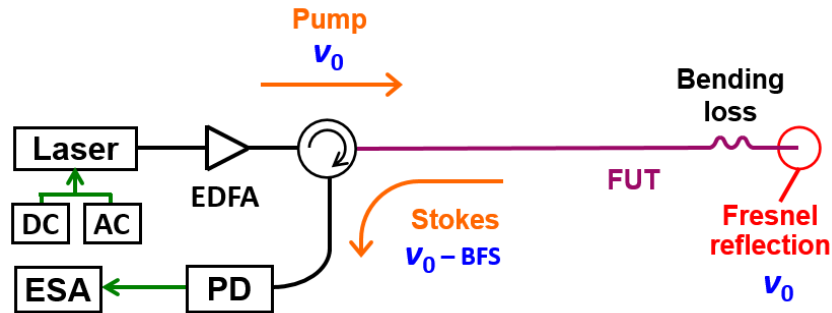 Pump
ν0
Bending
loss
Laser
EDFA
FUT
DC
AC
Stokes
ν0 – BFS
Fresnel
reflection
ν0
ESA
PD